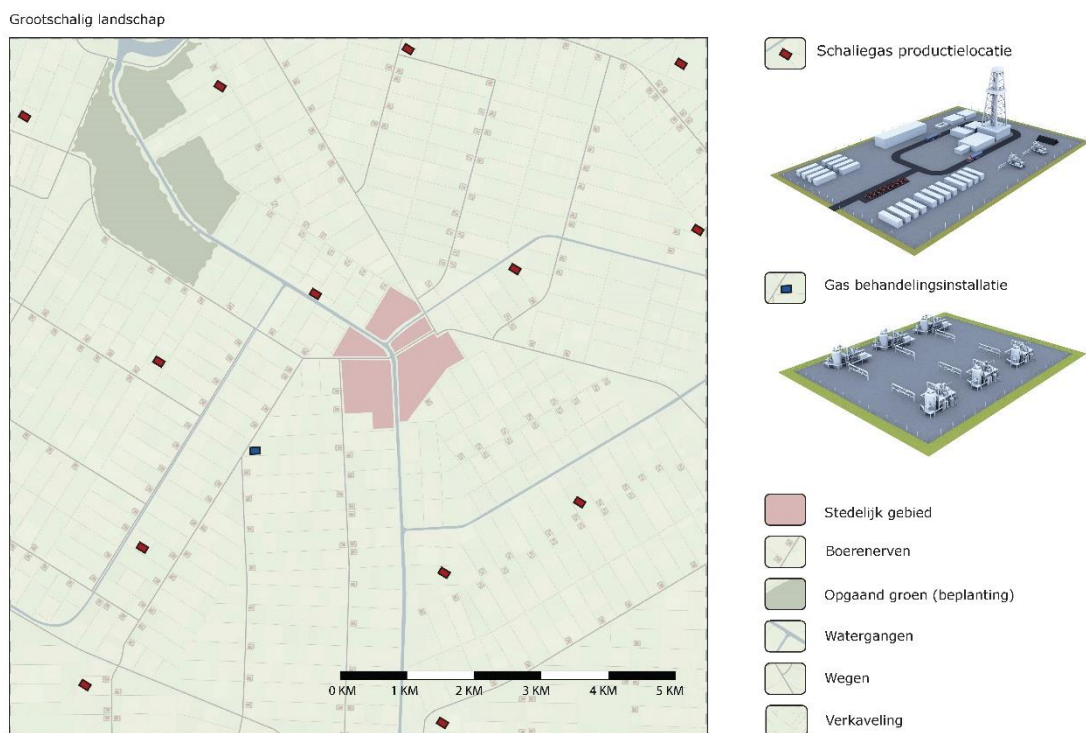 Grootschalig landschap
Schaliegas productielocatie
Gas behandelingsinstallatie
Stedelijk gebied
Boerenerven
Opgaand groen (beplanting)
Watergangen
Wegen
Verkaveling
0 KM 1 KM 2 KM 3 KM 4 KM 5 KM